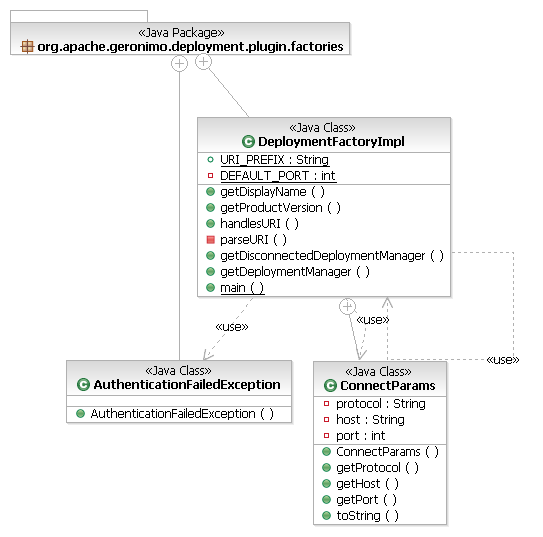 «Java Package»
org.apache.geronimo.deployment.plugin.factories
«Java Class»
DeploymentFactoryImpl
URI_PREFIX : String
DEFAULT_PORT : int
getDisplayName ( )
getProductVersion ( )
handlesURI ( )
parseURI ( )
getDisconnectedDeploymentManager ( )
getDeploymentManager ( )
main ( )
«use»
«use»
«use»
«Java Class»
AuthenticationFailedException
AuthenticationFailedException ( )
«Java Class»
ConnectParams
protocol : String
host : String
port : int
ConnectParams ( )
getProtocol ( )
getHost ( )
getPort ( )
toString ( )